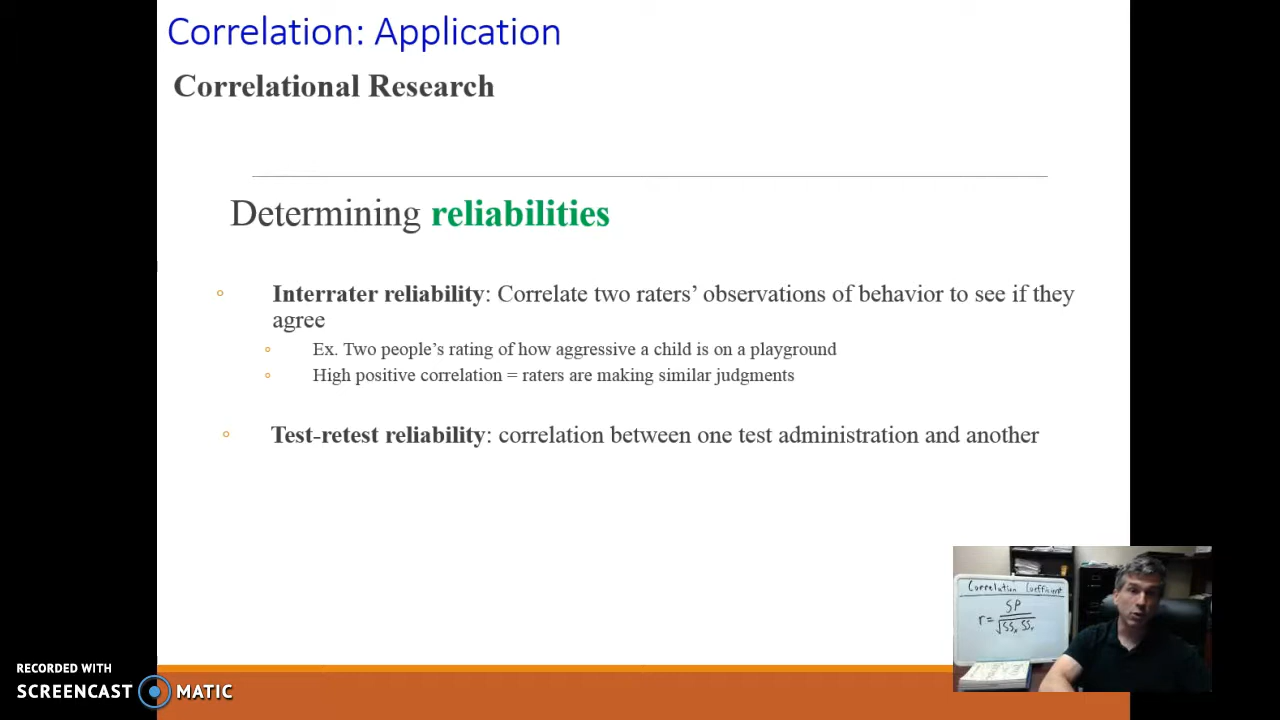 Correlation: Application
Correlational Research
Determining reliabilities
Interrater reliability: Correlate two raters’ observations of behavior to see if they
agree
Ex. Two people’s rating of how aggressive a child is on a playground
High positive correlation = raters are making similar judgments
Test-retest reliability: correlation between one test administration and another
Correlation Coefficient
r = SP / √SSx SSY
RECORDED WITH
SCREENCAST MATIC